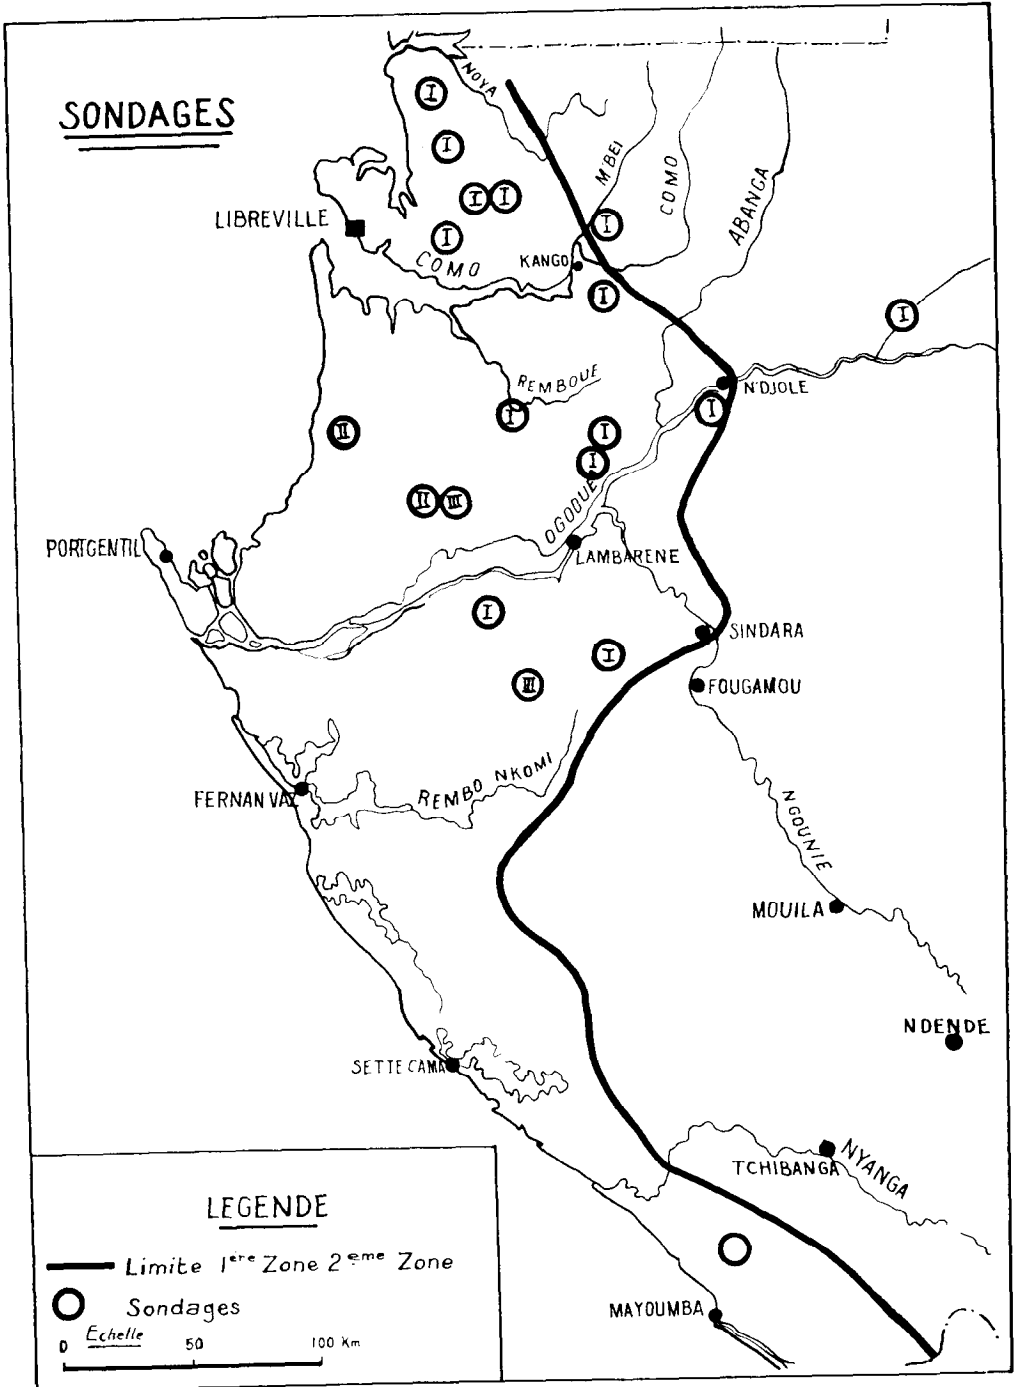 SONDAGES
NOYA
I
I
I I
I
M'BEI
COMO
ABANGA
LIBREVILLE
I
COMO
KANGO
I
I
REMBOUE
N'DJOLE
I
I
II
I
I
II III
OGOOUE
PORTGENTIL
LAMBARENE
I
SINDARA
I
III
FOUGAMOU
REMBO NKOMI
FERNAN VAZ
NGOUNIE
MOUILA
NDENDE
SETTE CAMA
TCHIBANGA
NYANGA
MAYOUMBA
LEGENDE
Limite 1ère Zone 2eme Zone
Sondages
Echelle
0 50 100 Km